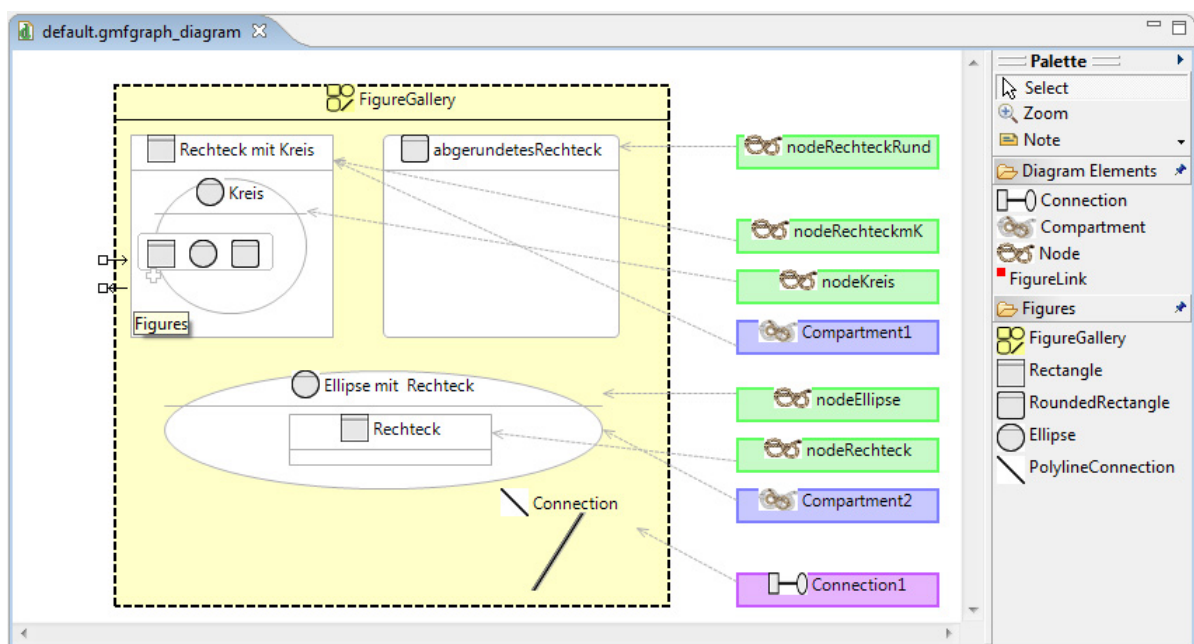 default.gmfgraph_diagram
FigureGallery
Rechteck mit Kreis
abgerundetesRechteck
Kreis
Figures
Ellipse mit Rechteck
Rechteck
Connection
nodeRechteckRund
nodeRechteckmK
nodeKreis
Compartment1
nodeEllipse
nodeRechteck
Compartment2
Connection1
Palette
Select
Zoom
Note
Diagram Elements
Connection
Compartment
Node
FigureLink
Figures
FigureGallery
Rectangle
RoundedRectangle
Ellipse
PolylineConnection